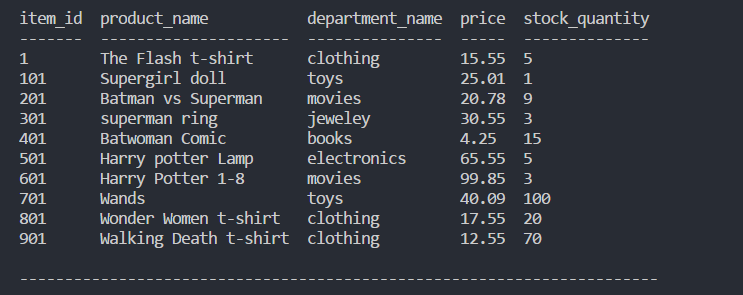 item_id  product_name           department_name  price  stock_quantity
-------  ---------------------  ---------------  -----  --------------
1        The Flash t-shirt      clothing         15.55  5
101      Supergirl doll         toys             25.01  1
201      Batman vs Superman     movies           20.78  9
301      superman ring          jeweley          30.55  3
401      Batwoman Comic         books            4.25   15
501      Harry potter Lamp      electronics      65.55  5
601      Harry Potter 1-8       movies           99.85  3
701      Wands                  toys             40.09  100
801      Wonder Women t-shirt   clothing         17.55  20
901      Walking Death t-shirt  clothing         12.55  70
-----------------------------------------------------------------------